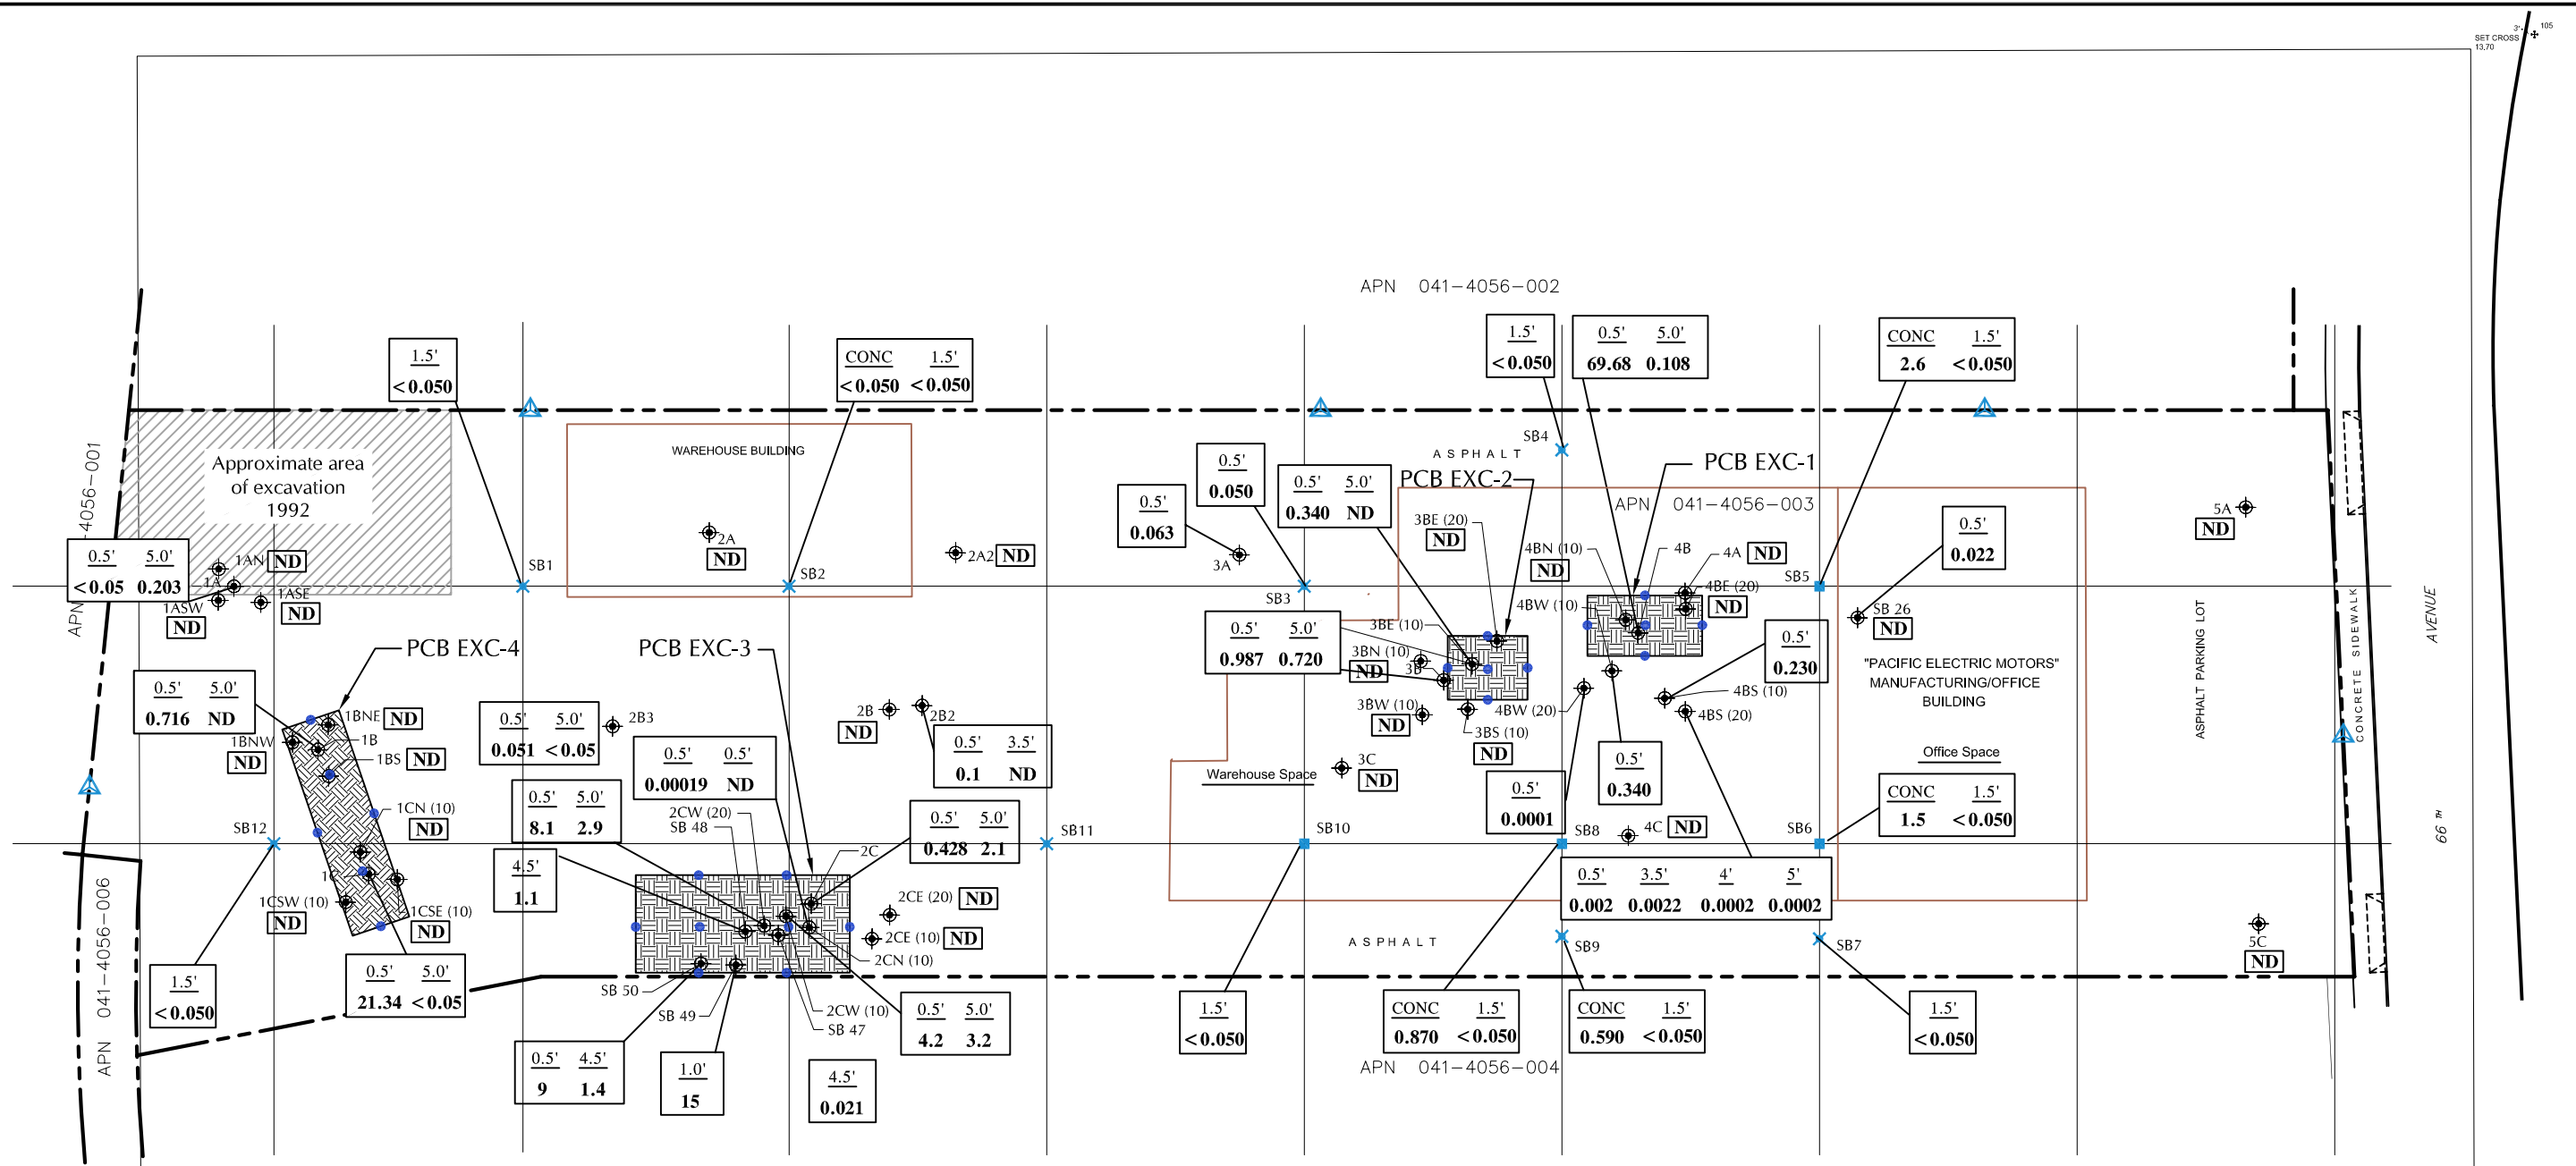 3'
105
SET CROSS
13.70
APN 041-4056-002
1.5'
<0.050
CONC 1.5'
<0.050 <0.050
1.5'
<0.050
0.5' 5.0'
69.68 0.108
CONC 1.5'
2.6 <0.050
APN 041-4056-001
Approximate area
of excavation
1992
WAREHOUSE BUILDING
SB4
ASPHALT
PCB EXC-1
PCB EXC-2
0.5'
0.050
0.5' 5.0'
0.340 ND
0.5'
0.063
APN 041-4056-003
0.5'
0.022
5A
ND
0.5' 5.0'
<0.05 0.203
1AN ND
1A
1ASW
ND
1ASE
ND
SB1
2A
ND
SB2
2A2 ND
3A
SB3
3BE (20)
ND
4BN (10)
ND
4B
4A ND
4BE (20)
ND
SB5
SB 26
ND
4BW (10)
0.5' 5.0'
0.987 0.720
3BE (10)
3BN (10)
ND
3B
0.5'
0.230
"PACIFIC ELECTRIC MOTORS"
MANUFACTURING/OFFICE
BUILDING
ASPHALT PARKING LOT
CONCRETE SIDEWALK
66 TH AVENUE
PCB EXC-4
PCB EXC-3
0.5' 5.0'
0.716 ND
1BNE ND
1BNW
ND
1B
1BS ND
0.5' 5.0'
0.051 <0.05
2B3
2B
ND
2B2
0.5' 3.5'
0.1 ND
3BW (10)
ND
3BS (10)
ND
4BW (20)
4BS (10)
4BS (20)
3C
ND
Warehouse Space
Office Space
0.5' 0.5'
0.00019 ND
0.5' 5.0'
8.1 2.9
2CW (20)
SB 48
0.5'
0.0001
0.5'
0.340
CONC 1.5'
1.5 <0.050
SB12
1CN (10)
ND
2C
0.5' 5.0'
0.428 2.1
SB11
SB10
SB8
4C ND
SB6
4.5'
1.1
1C
1CSW (10)
ND
1CSE (10)
ND
2CE (20) ND
2CE (10) ND
2CN (10)
0.5' 3.5' 4' 5'
0.002 0.0022 0.0002 0.0002
APN 041-4056-006
ASPHALT
SB9
SB7
5C
ND
1.5'
<0.050
0.5' 5.0'
21.34 <0.05
SB 50
SB 49
2CW (10)
SB 47
0.5' 5.0'
4.2 3.2
1.5'
<0.050
CONC 1.5'
0.870 <0.050
CONC 1.5'
0.590 <0.050
1.5'
<0.050
0.5' 4.5'
9 1.4
1.0'
15
4.5'
0.021
APN 041-4056-004